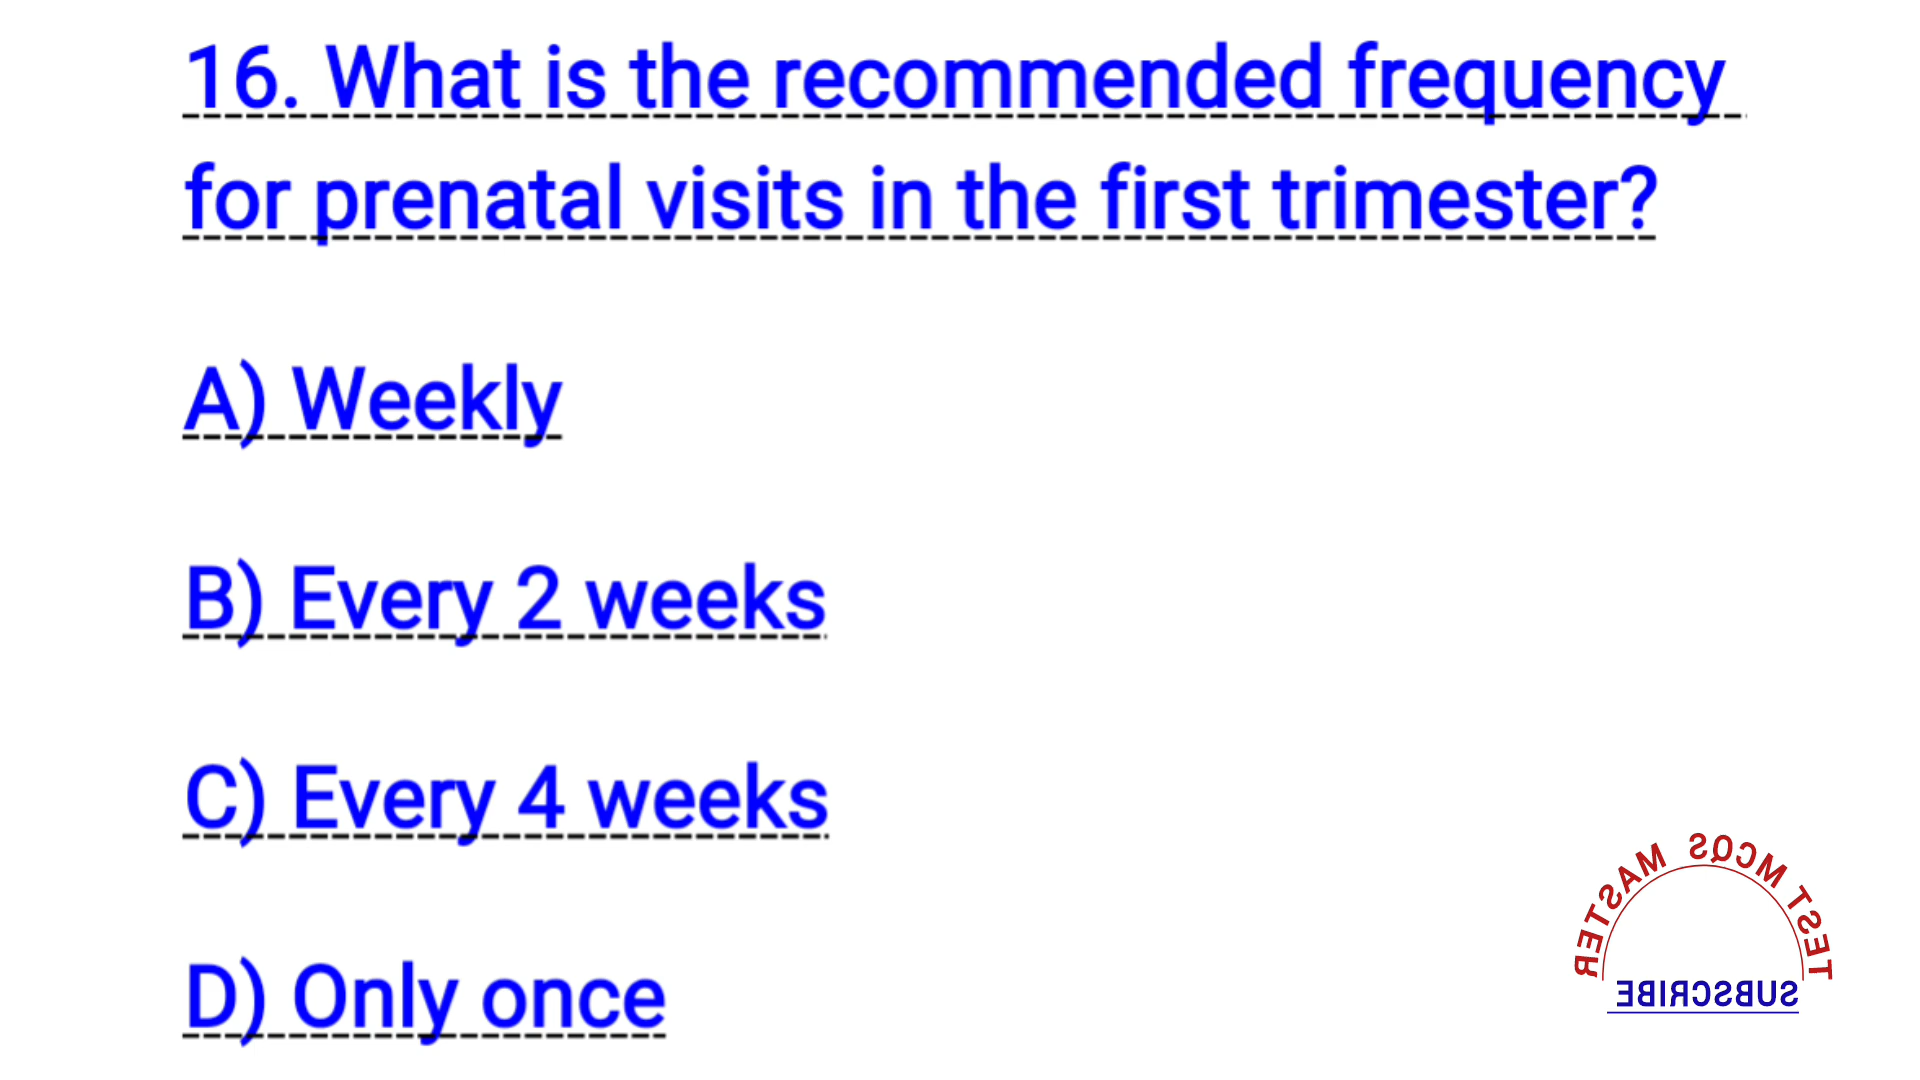 16. What is the recommended frequency
for prenatal visits in the first trimester?
A) Weekly
B) Every 2 weeks
C) Every 4 weeks
D) Only once
TEST MCQS MASTER
SUBSCRIBE